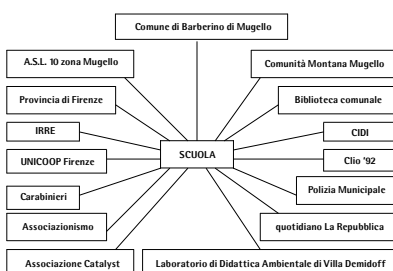 Comune di Barberino di Mugello
A.S.L. 10 zona Mugello
Comunità Montana Mugello
Provincia di Firenze
Biblioteca comunale
IRRE
CIDI
SCUOLA
UNICOOP Firenze
Clio '92
Carabinieri
Polizia Municipale
Associazionismo
quotidiano La Repubblica
Associazione Catalyst
Laboratorio di Didattica Ambientale di Villa Demidoff